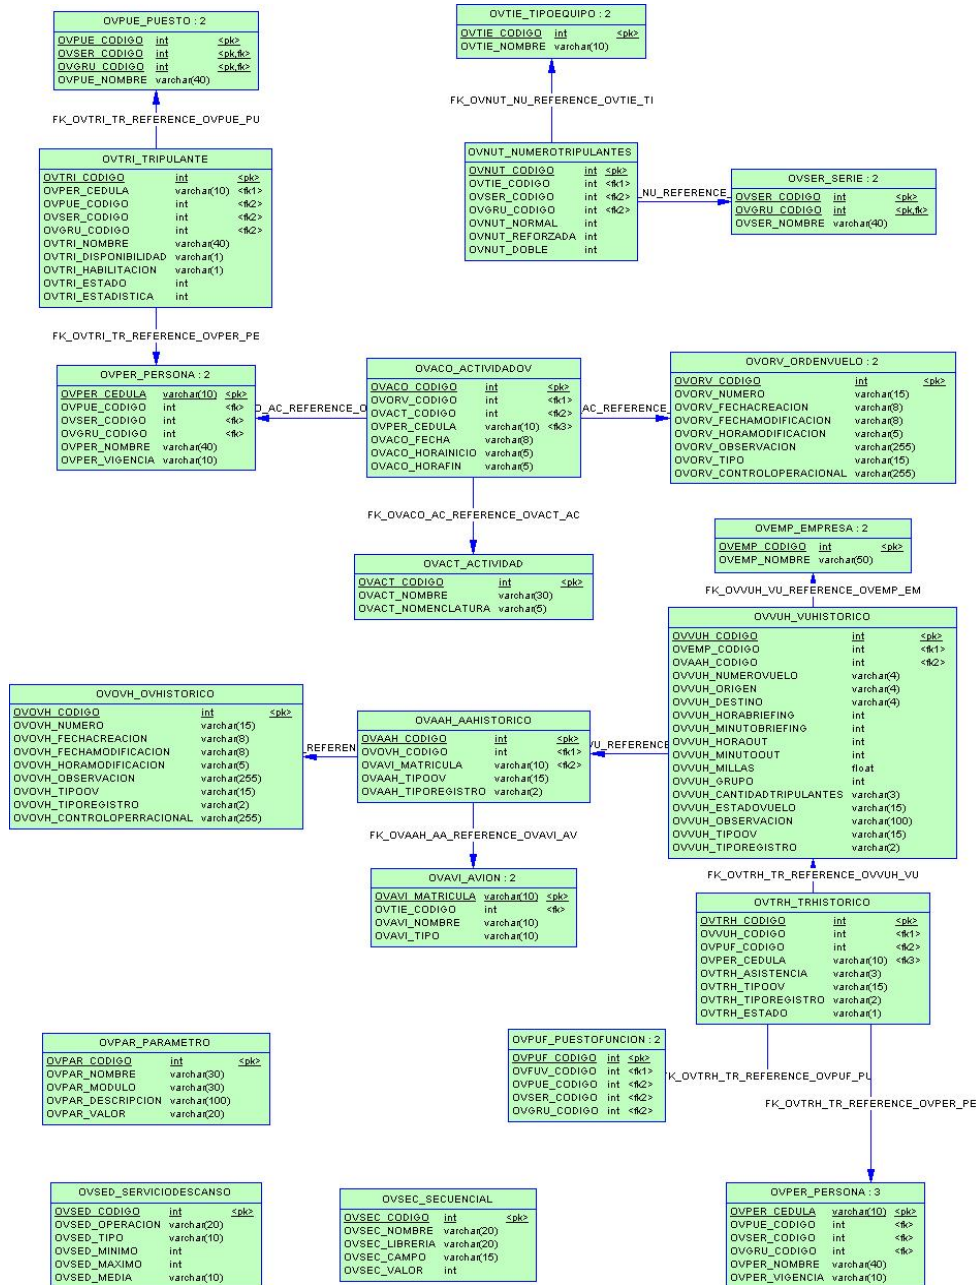 OVPUE_PUESTO : 2
OVPUE_CODIGO int <pk>
OVSER_CODIGO int <pk,fk>
OVGRU_CODIGO int <pk,fk>
OVPUE_NOMBRE varchar(40)
FK_OVTRI_TR_REFERENCE_OVPUE_PU
OVTRI_TRIPULANTE
OVTRI_CODIGO int <pk>
OVPER_CEDULA varchar(10) <fk1>
OVPUE_CODIGO int <fk2>
OVSER_CODIGO int <fk2>
OVGRU_CODIGO int <fk2>
OVTRI_NOMBRE varchar(40)
OVTRI_DISPONIBILIDAD varchar(1)
OVTRI_HABILITACION varchar(1)
OVTRI_ESTADO int
OVTRI_ESTADISTICA int
FK_OVTRI_TR_REFERENCE_OVPER_PE
OVTIE_TIPOEQUIPO : 2
OVTIE_CODIGO int <pk>
OVTIE_NOMBRE varchar(10)
FK_OVNUT_NU_REFERENCE_OVTIE_TI
OVNUT_NUMEROTRIPULANTES
OVNUT_CODIGO int <pk>
OVTIE_CODIGO int <fk1>
OVSER_CODIGO int <fk2>
OVGRU_CODIGO int <fk2>
OVNUT_NORMAL int
OVNUT_REFORZADA int
OVNUT_DOBLE int
_NU_REFERENCE_
OVSER_SERIE : 2
OVSER_CODIGO int <pk>
OVGRU_CODIGO int <pk,fk>
OVSER_NOMBRE varchar(40)
OVPER_PERSONA : 2
OVPER_CEDULA varchar(10) <pk>
OVPUE_CODIGO int <fk>
OVSER_CODIGO int <fk>
OVGRU_CODIGO int <fk>
OVPER_NOMBRE varchar(40)
OVPER_VIGENCIA varchar(10)
O_AC_REFERENCE_O
OVACO_ACTIVIDADOV
OVACO_CODIGO int <pk>
OVORV_CODIGO int <fk1>
OVACT_CODIGO int <fk2>
OVPER_CEDULA varchar(10) <fk3>
OVACO_FECHA varchar(8)
OVACO_HORAINICIO varchar(5)
OVACO_HORAFIN varchar(5)
AC_REFERENCE_
OVORV_ORDENVUELO : 2
OVORV_CODIGO int <pk>
OVORV_NUMERO varchar(15)
OVORV_FECHACREACION varchar(8)
OVORV_FECHAMODIFICACION varchar(8)
OVORV_HORAMODIFICACION varchar(5)
OVORV_OBSERVACION varchar(255)
OVORV_TIPO varchar(15)
OVORV_CONTROLOPERACIONAL varchar(255)
FK_OVACO_AC_REFERENCE_OVACT_AC
OVACT_ACTIVIDAD
OVACT_CODIGO int <pk>
OVACT_NOMBRE varchar(30)
OVACT_NOMENCLATURA varchar(5)
OVEMP_EMPRESA : 2
OVEMP_CODIGO int <pk>
OVEMP_NOMBRE varchar(50)
FK_OVVUH_VU_REFERENCE_OVEMP_EM
OVVUH_VUHISTORICO
OVVUH_CODIGO int <pk>
OVEMP_CODIGO int <fk1>
OVAAH_CODIGO int <fk2>
OVVUH_NUMEROVUELO varchar(4)
OVVUH_ORIGEN varchar(4)
OVVUH_DESTINO varchar(4)
OVVUH_HORABRIEFING int
OVVUH_MINUTOBRIEFING int
OVVUH_HORAOUT int
OVVUH_MINUTOOUT int
OVVUH_MILLAS float
OVVUH_GRUPO int
OVVUH_CANTIDADTRIPULANTES varchar(3)
OVVUH_ESTADOVUELO varchar(15)
OVVUH_OBSERVACION varchar(100)
OVVUH_TIPOOV varchar(15)
OVVUH_TIPOREGISTRO varchar(2)
OVOVH_OVHISTORICO
OVOVH_CODIGO int <pk>
OVOVH_NUMERO varchar(15)
OVOVH_FECHACREACION varchar(8)
OVOVH_FECHAMODIFICACION varchar(8)
OVOVH_HORAMODIFICACION varchar(5)
OVOVH_OBSERVACION varchar(255)
OVOVH_TIPOOV varchar(15)
OVOVH_TIPOREGISTRO varchar(2)
OVOVH_CONTROLOPERRACIONAL varchar(255)
_REFEREN
OVAAH_AAHISTORICO
OVAAH_CODIGO int <pk>
OVOVH_CODIGO int <fk1>
OVAVI_MATRICULA varchar(10) <fk2>
OVAAH_TIPOOV varchar(15)
OVAAH_TIPOREGISTRO varchar(2)
VU_REFERENCE
FK_OVAAH_AA_REFERENCE_OVAVI_AV
OVAVI_AVION : 2
OVAVI_MATRICULA varchar(10) <pk>
OVTIE_CODIGO int <fk>
OVAVI_NOMBRE varchar(10)
OVAVI_TIPO varchar(10)
FK_OVTRH_TR_REFERENCE_OVVUH_VU
OVTRH_TRHISTORICO
OVTRH_CODIGO int <pk>
OVVUH_CODIGO int <fk1>
OVPUF_CODIGO int <fk2>
OVPER_CEDULA varchar(10) <fk3>
OVTRH_ASISTENCIA varchar(3)
OVTRH_TIPOOV varchar(15)
OVTRH_TIPOREGISTRO varchar(2)
OVTRH_ESTADO varchar(1)
OVPAR_PARAMETRO
OVPAR_CODIGO int <pk>
OVPAR_NOMBRE varchar(30)
OVPAR_MODULO varchar(30)
OVPAR_DESCRIPCION varchar(100)
OVPAR_VALOR varchar(20)
OVPUF_PUESTOFUNCION : 2
OVPUF_CODIGO int <pk>
OVFUV_CODIGO int <fk1>
OVPUE_CODIGO int <fk2>
OVSER_CODIGO int <fk2>
OVGRU_CODIGO int <fk2>
FK_OVTRH_TR_REFERENCE_OVPUF_PU
FK_OVTRH_TR_REFERENCE_OVPER_PE
OVSED_SERVICIODESCANSO
OVSED_CODIGO int <pk>
OVSED_OPERACION varchar(20)
OVSED_TIPO varchar(10)
OVSED_MINIMO int
OVSED_MAXIMO int
OVSED_MEDIA varchar(10)
OVSEC_SECUENCIAL
OVSEC_CODIGO int <pk>
OVSEC_NOMBRE varchar(20)
OVSEC_LIBRERIA varchar(20)
OVSEC_CAMPO varchar(15)
OVSEC_VALOR int
OVPER_PERSONA : 3
OVPER_CEDULA varchar(10) <pk>
OVPUE_CODIGO int <fk>
OVSER_CODIGO int <fk>
OVGRU_CODIGO int <fk>
OVPER_NOMBRE varchar(40)
OVPER_VIGENCIA varchar(10)